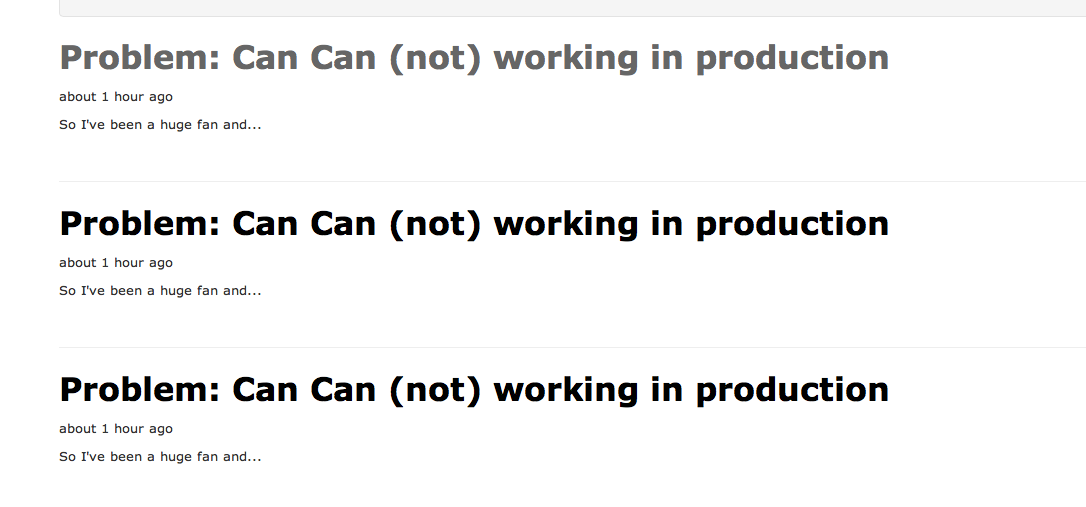 Problem: Can Can (not) working in production
about 1 hour ago
So I've been a huge fan and...
Problem: Can Can (not) working in production
about 1 hour ago
So I've been a huge fan and...
Problem: Can Can (not) working in production
about 1 hour ago
So I've been a huge fan and...